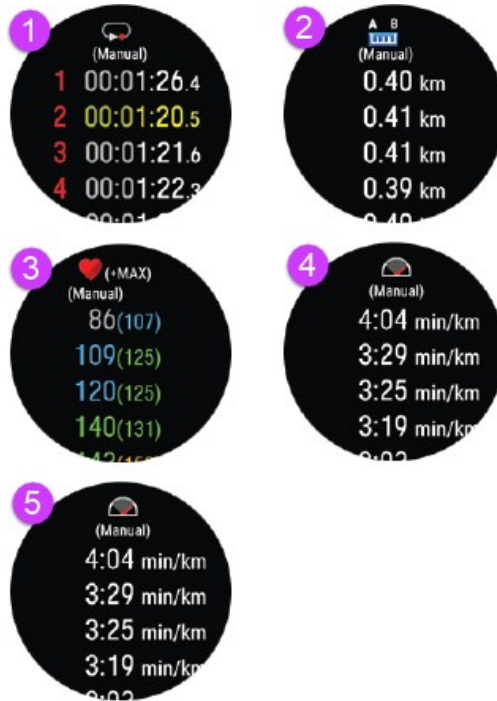 1
(Manual)
1 00:01:26.4
2 00:01:20.5
3 00:01:21.6
4 00:01:22.3
2
A B
(Manual)
0.40 km
0.41 km
0.41 km
0.39 km
3
(+MAX)
(Manual)
86(107)
109(125)
120(125)
140(131)
4
(Manual)
4:04 min/km
3:29 min/km
3:25 min/km
3:19 min/km
5
(Manual)
4:04 min/km
3:29 min/km
3:25 min/km
3:19 min/km